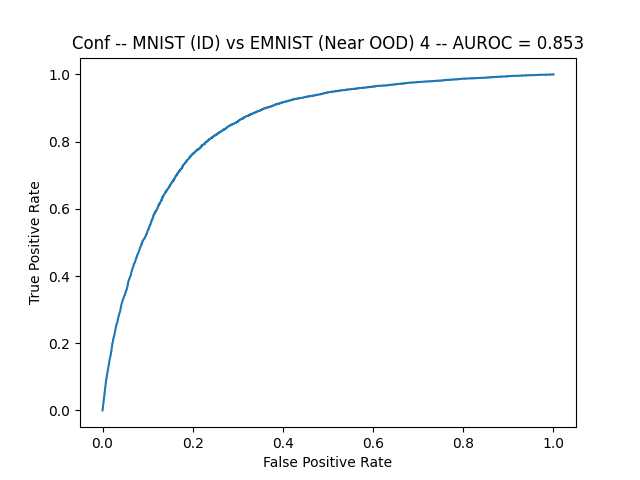 Conf -- MNIST (ID) vs EMNIST (Near OOD) 4 -- AUROC = 0.853
1.0
0.8
0.6
0.4
0.2
0.0
True Positive Rate
0.0 0.2 0.4 0.6 0.8 1.0
False Positive Rate